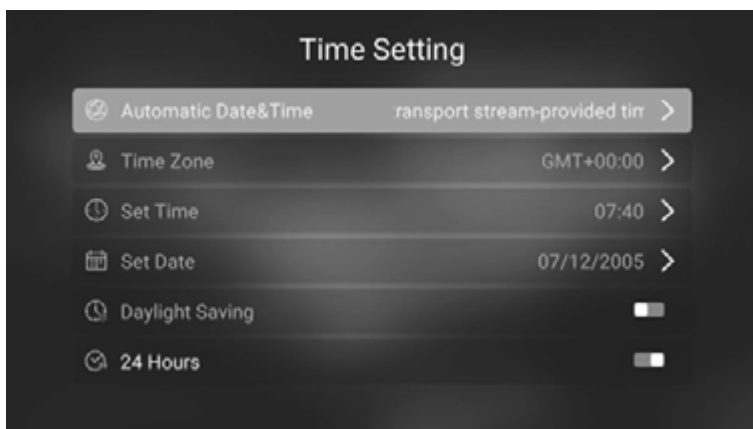 Time Setting
Automatic Date&Time ransport stream-provided tim
Time Zone GMT+00:00
Set Time 07:40
Set Date 07/12/2005
Daylight Saving
24 Hours